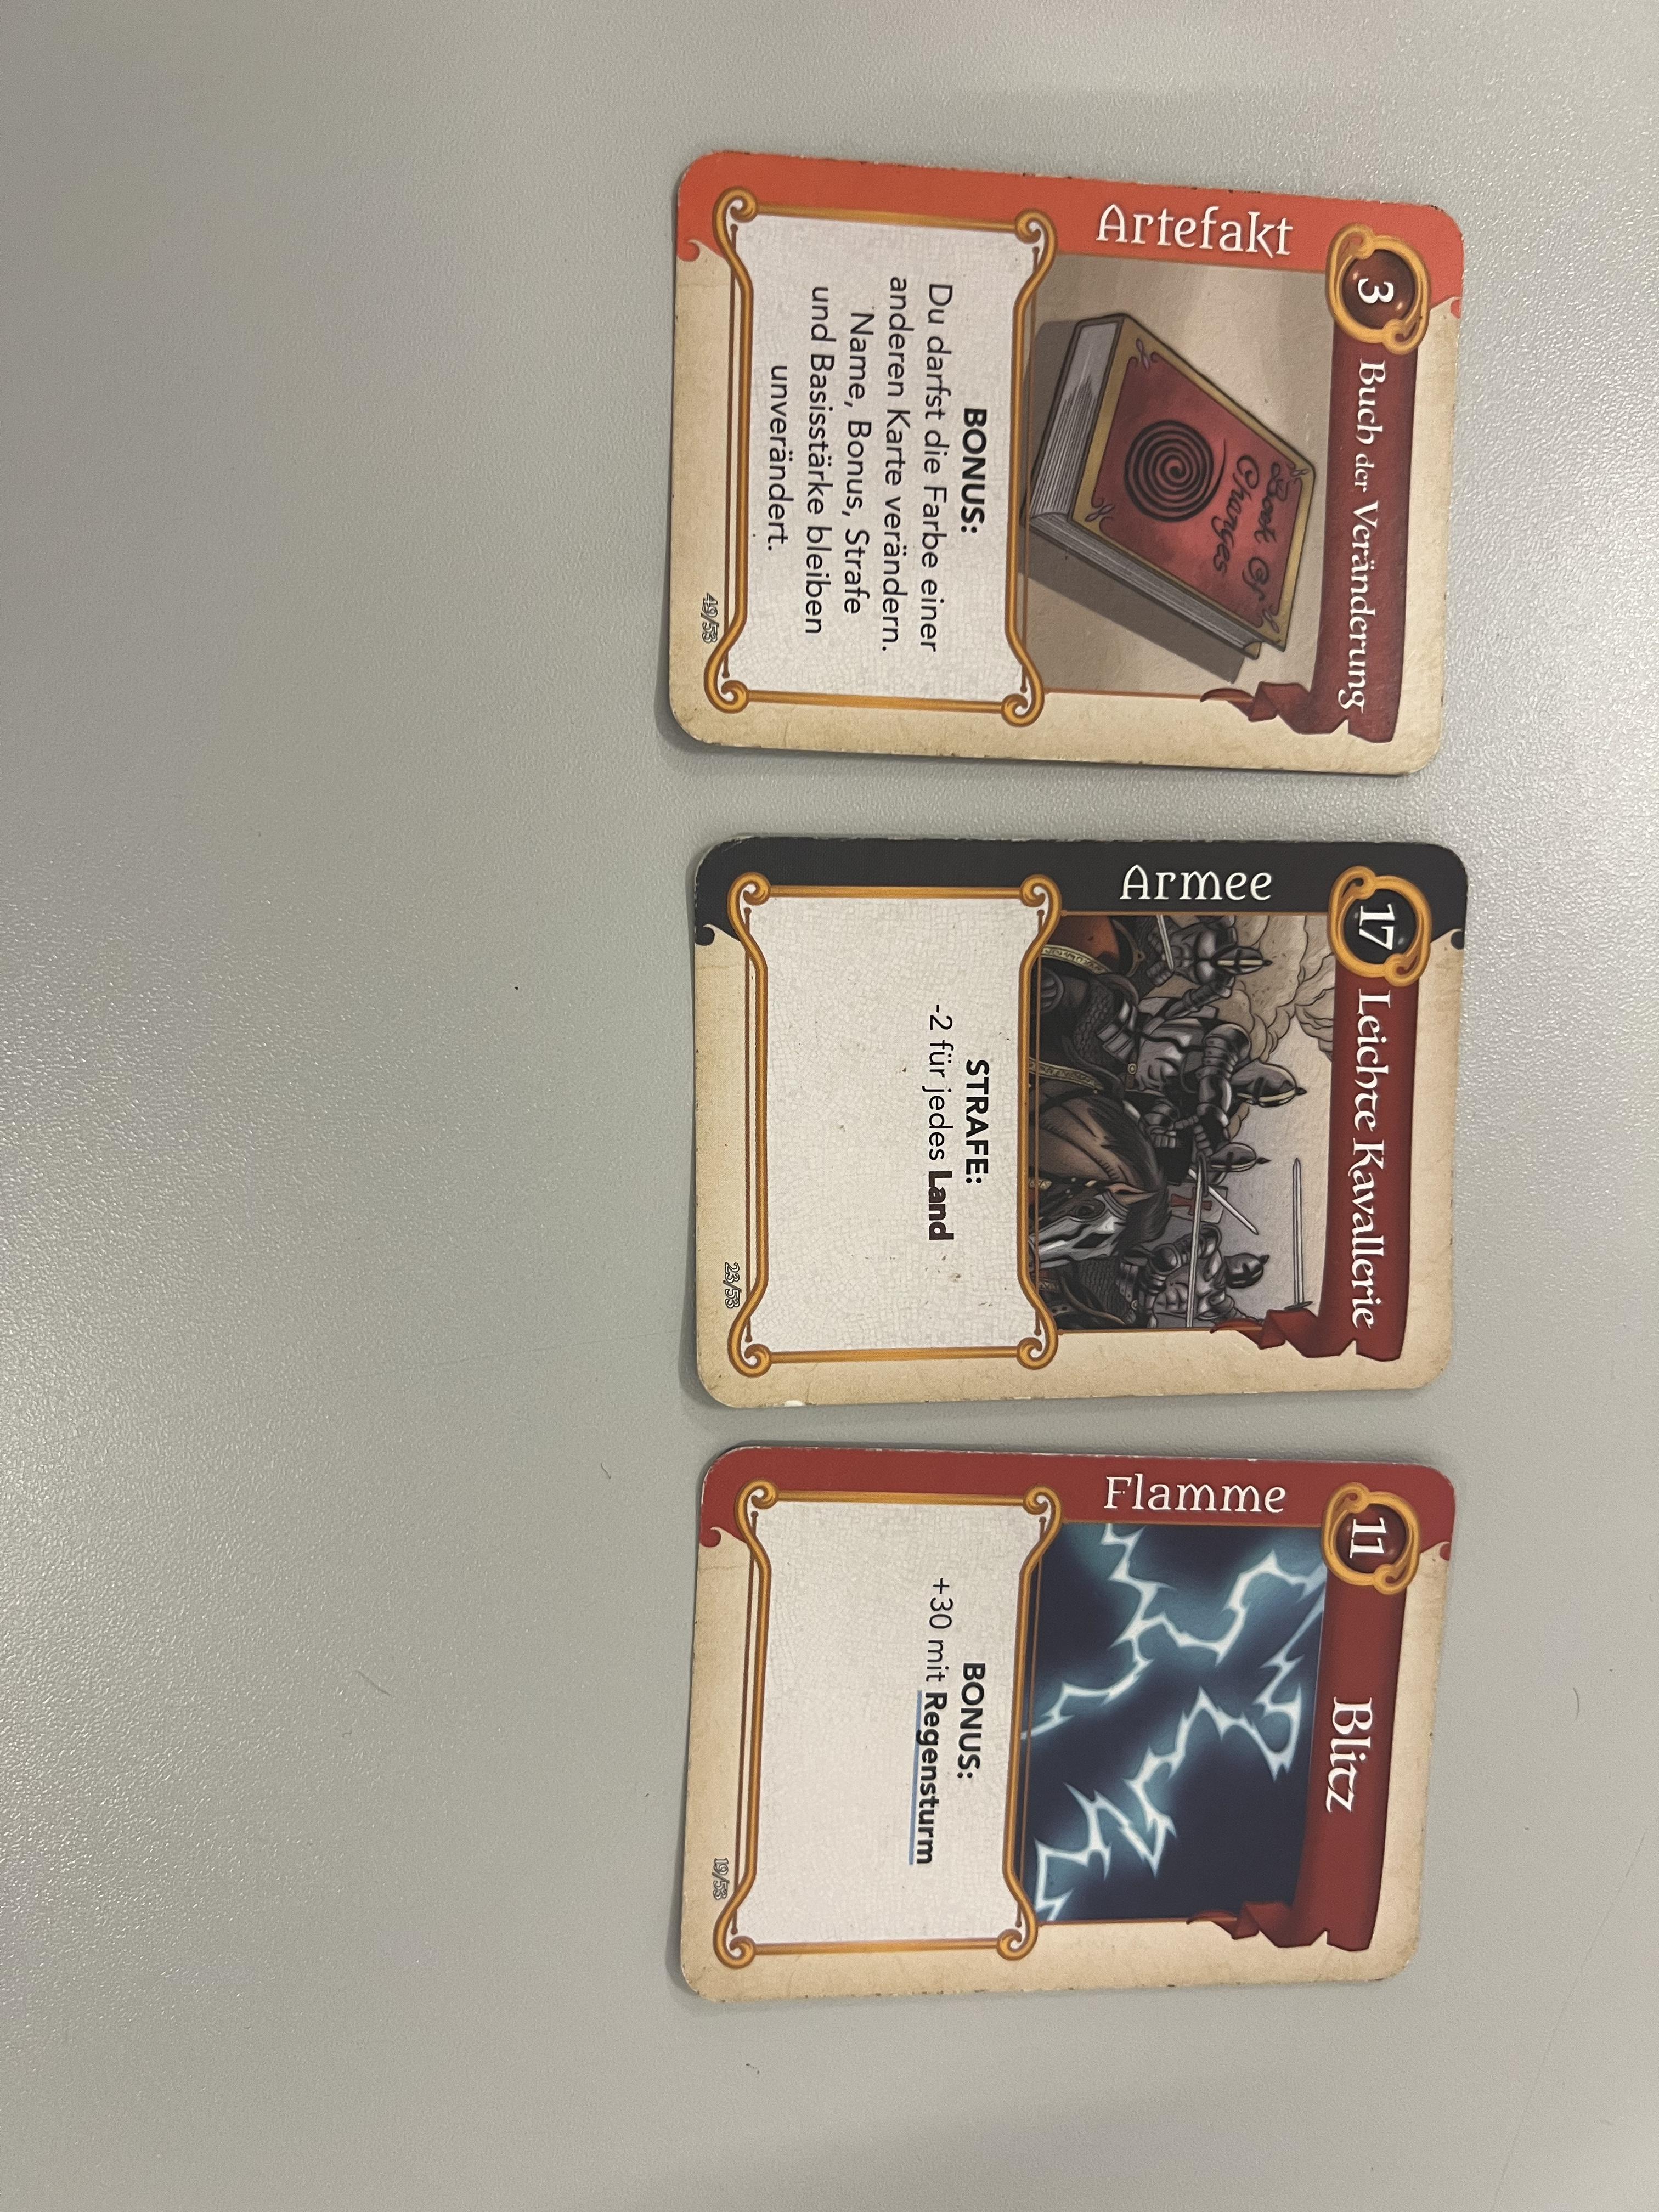 3
Buch der Veränderung
Artefakt
Book Of
Changes
BONUS:
Du darfst die Farbe einer
anderen Karte verändern.
Name, Bonus, Strafe
und Basisstärke bleiben
unverändert.
49/53
17
Leichte Kavallerie
Armee
STRAFE:
-2 für jedes Land
23/53
11
Blitz
Flamme
BONUS:
+30 mit Regensturm
19/53